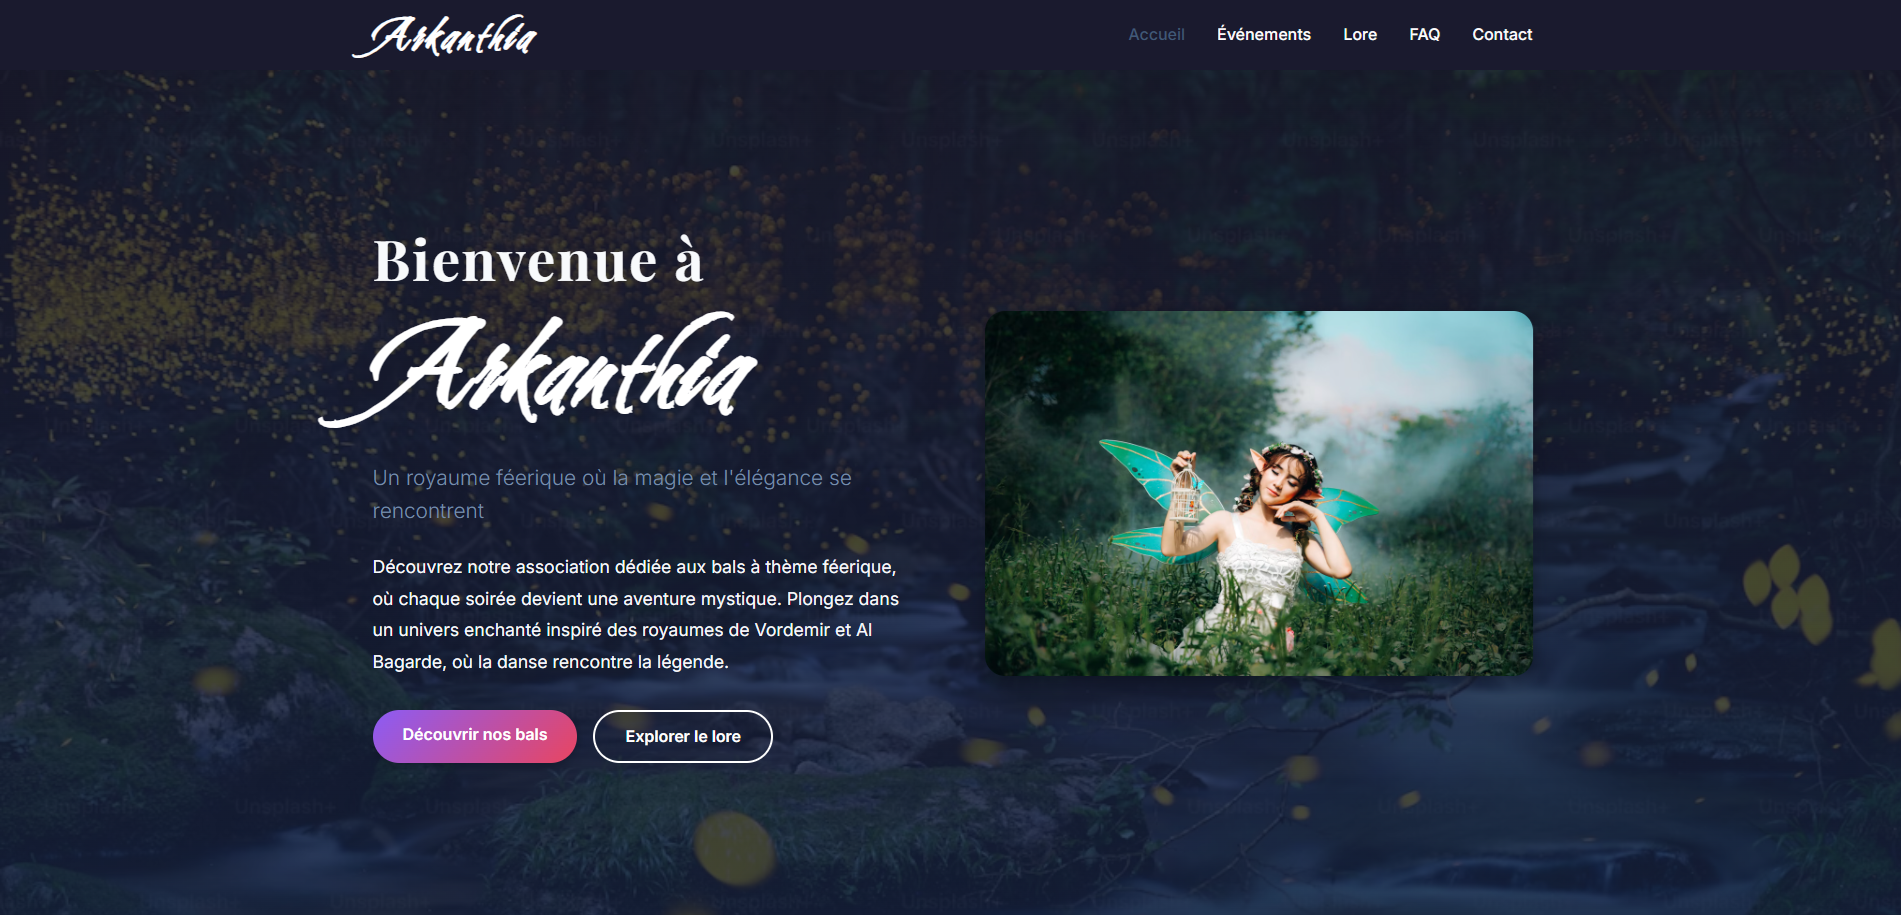 Arkanthia
Accueil Événements Lore FAQ Contact
Bienvenue à
Arkanthia
Un royaume féerique où la magie et l'élégance se
rencontrent
Découvrez notre association dédiée aux bals à thème féerique,
où chaque soirée devient une aventure mystique. Plongez dans
un univers enchanté inspiré des royaumes de Vordemir et Al
Bagarde, où la danse rencontre la légende.
Découvrir nos bals
Explorer le lore
Unsplash+